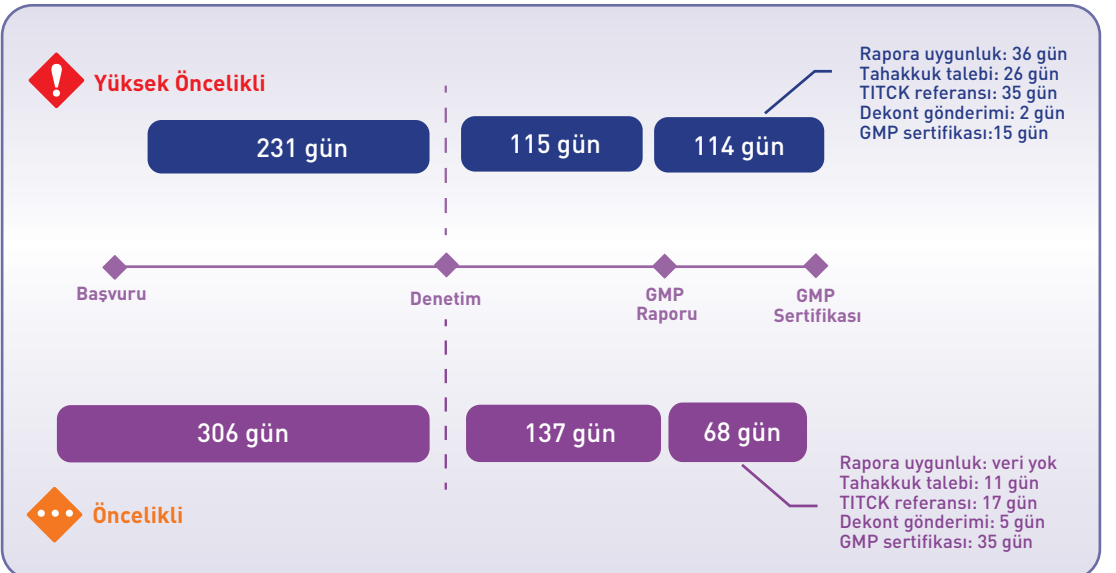 Yüksek Öncelikli
Rapora uygunluk: 36 gün
Tahakkuk talebi: 26 gün
TITCK referansı: 35 gün
Dekont gönderimi: 2 gün
GMP sertifikası:15 gün
231 gün
115 gün
114 gün
Başvuru
Denetim
GMP
Raporu
GMP
Sertifikası
306 gün
137 gün
68 gün
Rapora uygunluk: veri yok
Tahakkuk talebi: 11 gün
TITCK referansı: 17 gün
Dekont gönderimi: 5 gün
GMP sertifikası: 35 gün
Öncelikli